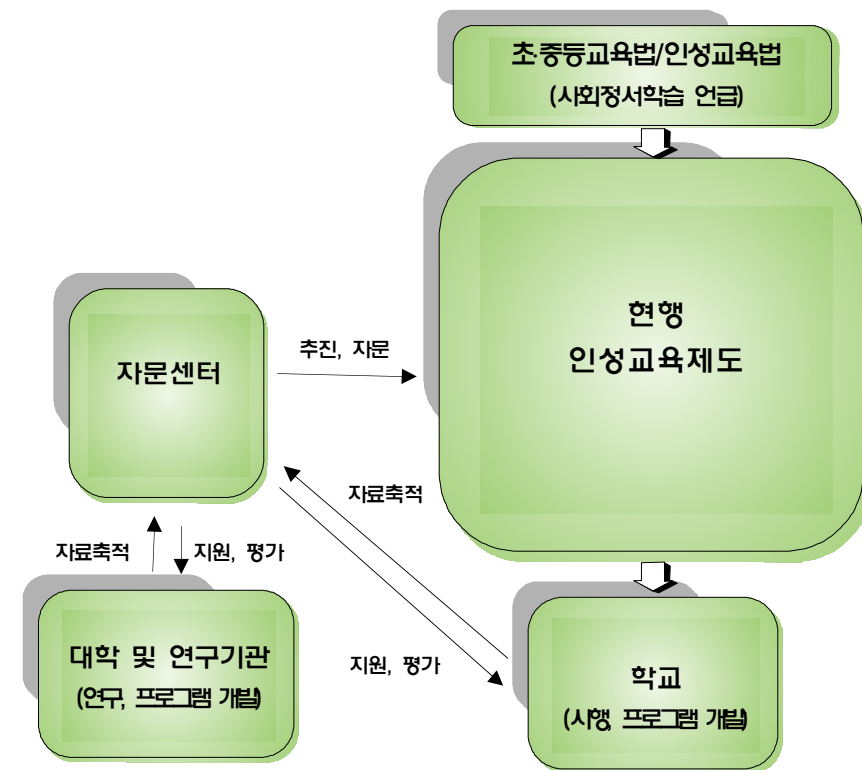 초·중등교육법/인성교육법
(사회정서학습 언급)
현행
인성교육제도
자문센터
추진, 자문
자료축적
자료축적
지원, 평가
지원, 평가
대학 및 연구기관
(연구, 프로그램 개발)
학교
(시행, 프로그램 개발)